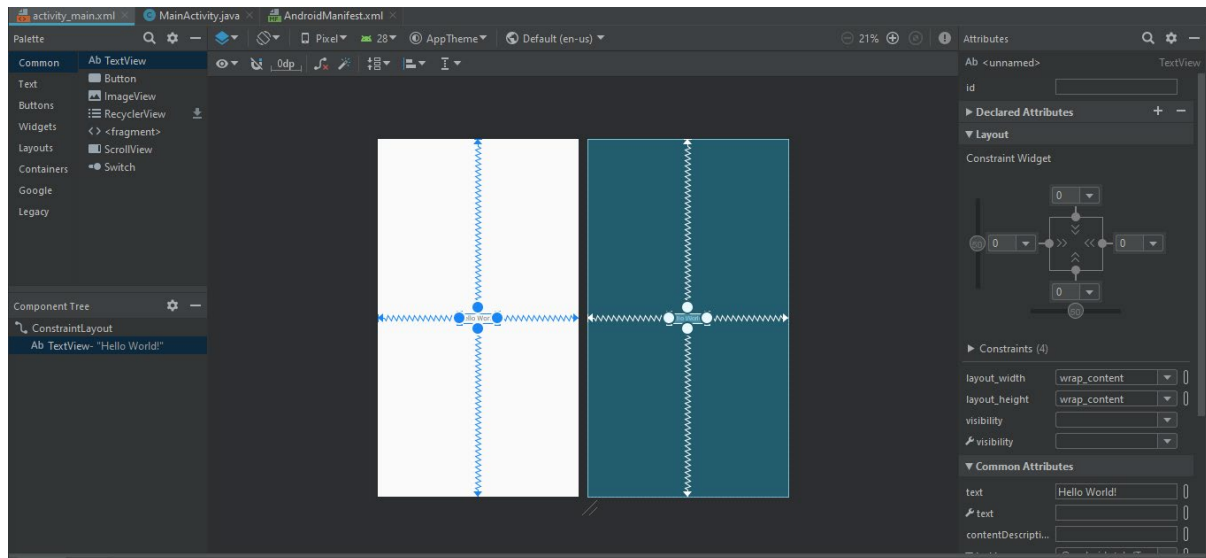 activity_main.xml
MainActivity.java
AndroidManifest.xml
Palette
Pixel
28
AppTheme
Default (en-us)
21%
Attributes
Common
Text
Buttons
Widgets
Layouts
Containers
Google
Legacy
Ab TextView
Button
ImageView
RecyclerView
<fragment>
ScrollView
Switch
0dp
Ab <unnamed>
TextView
id
Declared Attributes
Layout
Constraint Widget
0
0
0
0
50
50
Constraints (4)
layout_width
wrap_content
layout_height
wrap_content
visibility
visibility
Common Attributes
text
Hello World!
text
contentDescripti...
Component Tree
ConstraintLayout
Ab TextView- "Hello World!"